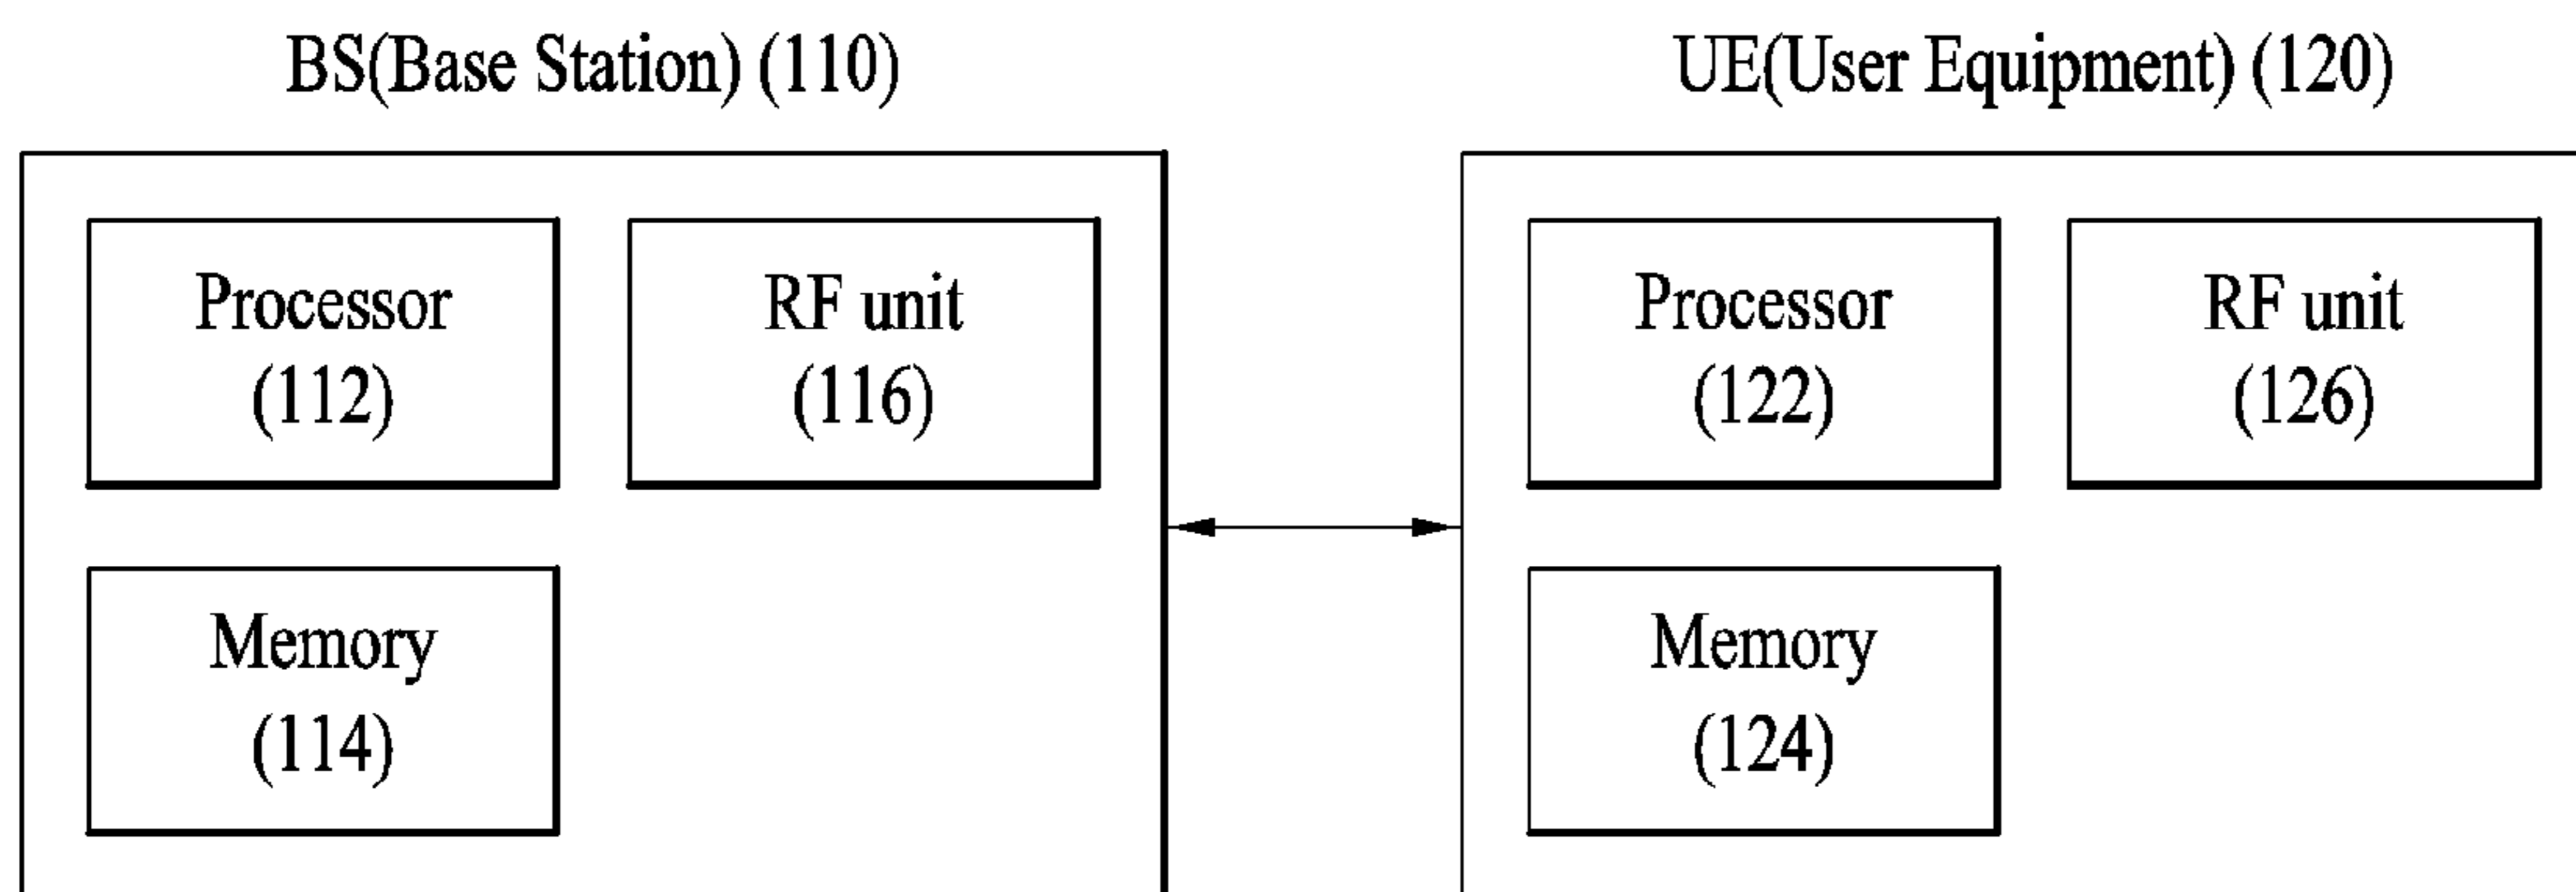 BS(Base Station) (110)
Processor
(112)
RF unit
(116)
Memory
(114)
UE(User Equipment) (120)
Processor
(122)
RF unit
(126)
Memory
(124)